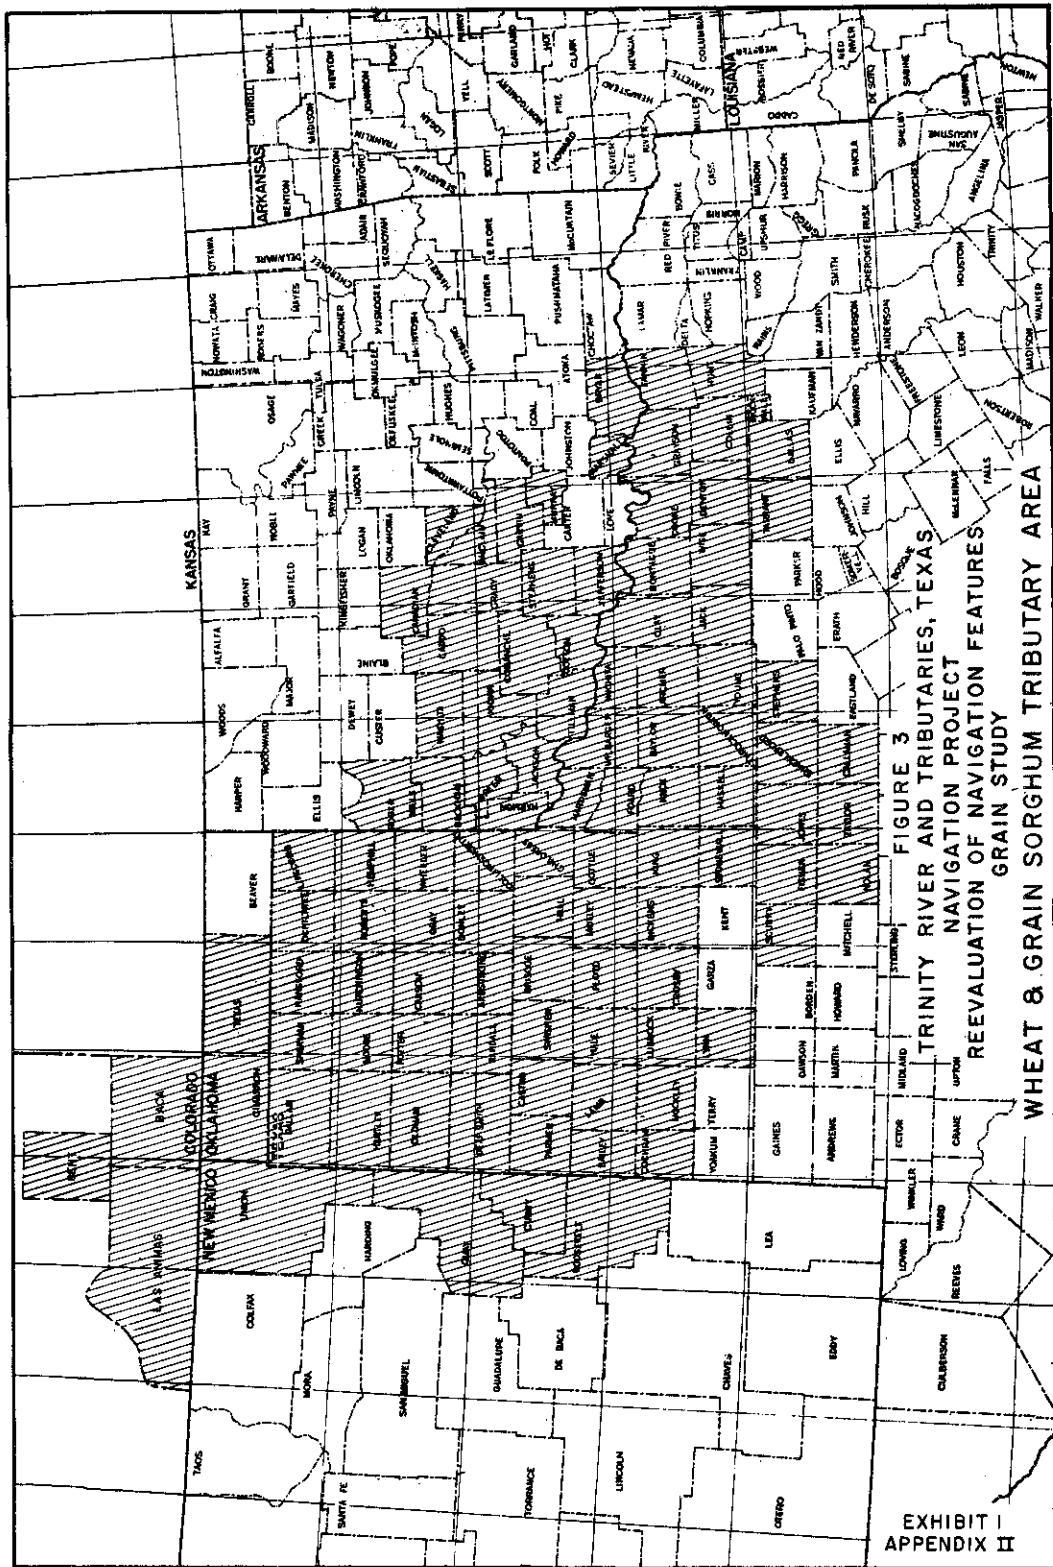 KANSAS
ARKANSAS
COLORADO
OKLAHOMA
NEW MEXICO
TEXAS
LOUISIANA
TAOS
COLFAX
MORA
HARDING
SANTA FE
SAN MIGUEL
GUADALUPE
DE BACA
TORRANCE
LINCOLN
CHAVES
OTERO
EDDY
LEA
QUAY
CURRY
ROOSEVELT
UNION
LAS ANIMAS
BACA
BENT
CIMARRON
TEXAS
BEAVER
HARPER
WOODS
ALFALFA
GRANT
KAY
OSAGE
WASHINGTON
NOWATA
CRAIG
OTTAWA
ELLIS
WOODWARD
MAJOR
GARFIELD
NOBLE
PAWNEE
ROGERS
MAYES
DELAWARE
DEWEY
BLAINE
KINGFISHER
LOGAN
PAYNE
CREEK
TULSA
WAGONER
CHEROKEE
ADAIR
CUSTER
CANADIAN
OKLAHOMA
LINCOLN
OKFUSKEE
OKMULGEE
MUSKOGEE
SEQUOYAH
ROGER
MILLS
WASHITA
CADDO
GRADY
CLEVELAND
POTTAWATOMIE
SEMINOLE
HUGHES
McINTOSH
HASKELL
PITTSBURG
LATIMER
LE FLORE
BECKHAM
GREER
KIOWA
COMANCHE
McCLAIN
GARVIN
PONTOTOC
COAL
ATOKA
PUSHMATAHA
McCURTAIN
HARMON
JACKSON
TILLMAN
COTTON
STEPHENS
JEFFERSON
CARTER
LOVE
JOHNSTON
MARSHALL
BRYAN
CHOCTAW
CARROLL
BOONE
BENTON
MADISON
NEWTON
WASHINGTON
CRAWFORD
FRANKLIN
JOHNSON
POPE
SEBASTIAN
LOGAN
YELL
PERRY
SCOTT
MONTGOMERY
GARLAND
POLK
HOWARD
PIKE
HOT
CLARK
SEVIER
LITTLE
RIVER
HEMPSTEAD
NEVADA
LAFAYETTE
COLUMBIA
MILLER
CADDO
BOSSIER
WEBSTER
RED
RIVER
DE SOTO
SABINE
DALLAM
SHERMAN
HANSFORD
OCHILTREE
LIPSCOMB
HARTLEY
MOORE
HUTCHINSON
ROBERTS
HEMPHILL
OLDHAM
POTTER
CARSON
GRAY
WHEELER
DEAF SMITH
RANDALL
ARMSTRONG
DONLEY
COLLINGSWORTH
PARMER
CASTRO
SWISHER
BRISCOE
HALL
CHILDRESS
BAILEY
LAMB
HALE
FLOYD
MOTLEY
COTTLE
HARDEMAN
FOARD
WILBARGER
WICHITA
COCHRAN
HOCKLEY
LUBBOCK
CROSBY
DICKENS
KING
KNOX
BAYLOR
ARCHER
CLAY
MONTAGUE
COOKE
GRAYSON
FANNIN
LAMAR
RED
RIVER
BOWIE
YOAKUM
TERRY
LYNN
GARZA
KENT
STONEWALL
HASKELL
THROCKMORTON
YOUNG
JACK
WISE
DENTON
COLLIN
HUNT
DELTA
HOPKINS
FRANKLIN
TITUS
MORRIS
CASS
CAMP
UPSHUR
MARION
HARRISON
GAINES
DAWSON
BORDEN
SCURRY
FISHER
JONES
SHACKELFORD
STEPHENS
PALO PINTO
PARKER
TARRANT
DALLAS
ROCK
WALL
KAUFMAN
RAINS
WOOD
VAN ZANDT
SMITH
GREGG
RUSK
PANOLA
ANDREWS
MARTIN
HOWARD
MITCHELL
NOLAN
TAYLOR
CALLAHAN
EASTLAND
ERATH
HOOD
JOHNSON
ELLIS
HENDERSON
CHEROKEE
SHELBY
NAVARRO
ANDERSON
NACOGDOCHES
SAN
AUGUSTINE
SABINE
HILL
BOSQUE
FREESTONE
LIMESTONE
McLENNAN
FALLS
ROBERTSON
LEON
HOUSTON
MADISON
WALKER
TRINITY
ANGELINA
JASPER
NEWTON
LOVING
WINKLER
ECTOR
MIDLAND
STERLING
WARD
CRANE
UPTON
REEVES
CULBERSON
FIGURE 3
TRINITY RIVER AND TRIBUTARIES, TEXAS
NAVIGATION PROJECT
REEVALUATION OF NAVIGATION FEATURES
GRAIN STUDY
WHEAT & GRAIN SORGHUM TRIBUTARY AREA
EXHIBIT I
APPENDIX II